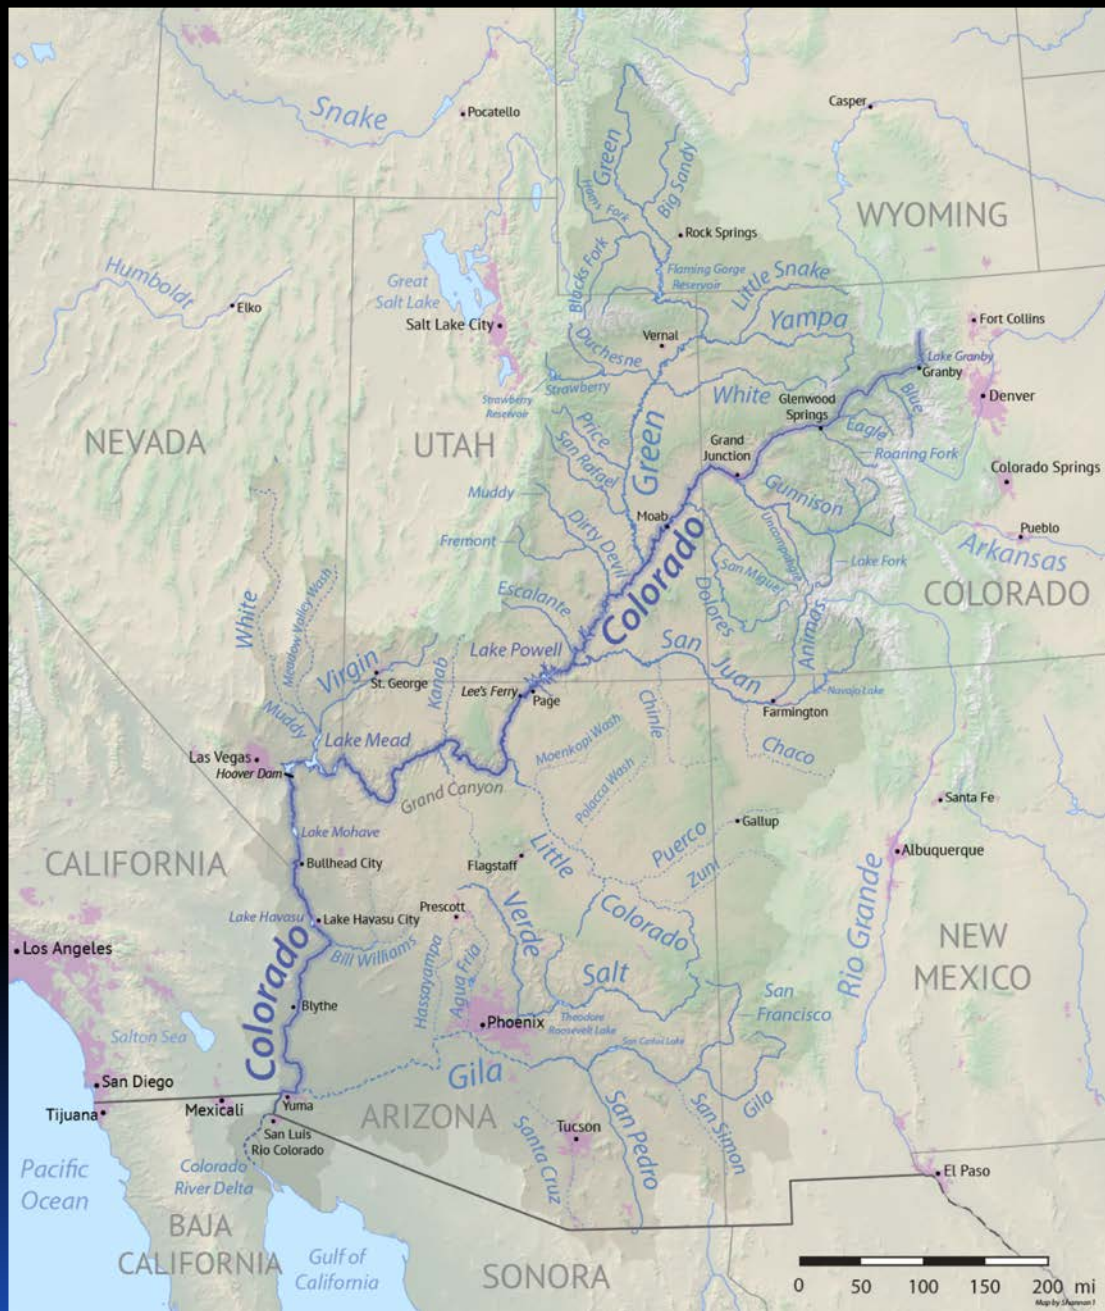 Snake
Pocatello
Casper
Green
Hams Fork
Big Sandy
WYOMING
Rock Springs
Humboldt
Elko
Great
Salt Lake
Salt Lake City
Blacks Fork
Flaming Gorge
Reservoir
Little Snake
Yampa
Vernal
Fort Collins
Lake Granby
Granby
Duchesne
Strawberry
Strawberry
Reservoir
White
Glenwood
Springs
Blue
Denver
NEVADA
UTAH
Price
San Rafael
Green
Grand
Junction
Eagle
Roaring Fork
Colorado Springs
Muddy
Gunnison
Moab
Dirty Devil
Fremont
Uncompahgre
Pueblo
Arkansas
Lake Fork
San Miguel
COLORADO
Escalante
Colorado
Dolores
Animas
White
Meadow Valley Wash
Virgin
St. George
Kanab
Lake Powell
San Juan
Lee's Ferry
Page
Navajo Lake
Farmington
Muddy
Chinle
Chaco
Las Vegas
Hoover Dam
Lake Mead
Grand Canyon
Moenkopi Wash
Polacca Wash
Santa Fe
Lake Mohave
Gallup
Puerco
Zuni
CALIFORNIA
Bullhead City
Flagstaff
Little Colorado
Albuquerque
Rio Grande
Lake Havasu
Lake Havasu City
Prescott
Verde
Bill Williams
Los Angeles
Colorado
Hassayampa
Agua Fria
Salt
NEW
MEXICO
Blythe
Phoenix
Theodore
Roosevelt Lake
San
Francisco
Salton Sea
San Carlos Lake
Gila
Gila
San Diego
Tijuana
Mexicali
Yuma
San Luis
Rio Colorado
ARIZONA
Tucson
Santa Cruz
San Pedro
San Simon
El Paso
Pacific
Ocean
Colorado
River Delta
BAJA
CALIFORNIA
Gulf of
California
SONORA
0 50 100 150 200 mi
Map by Shannon1